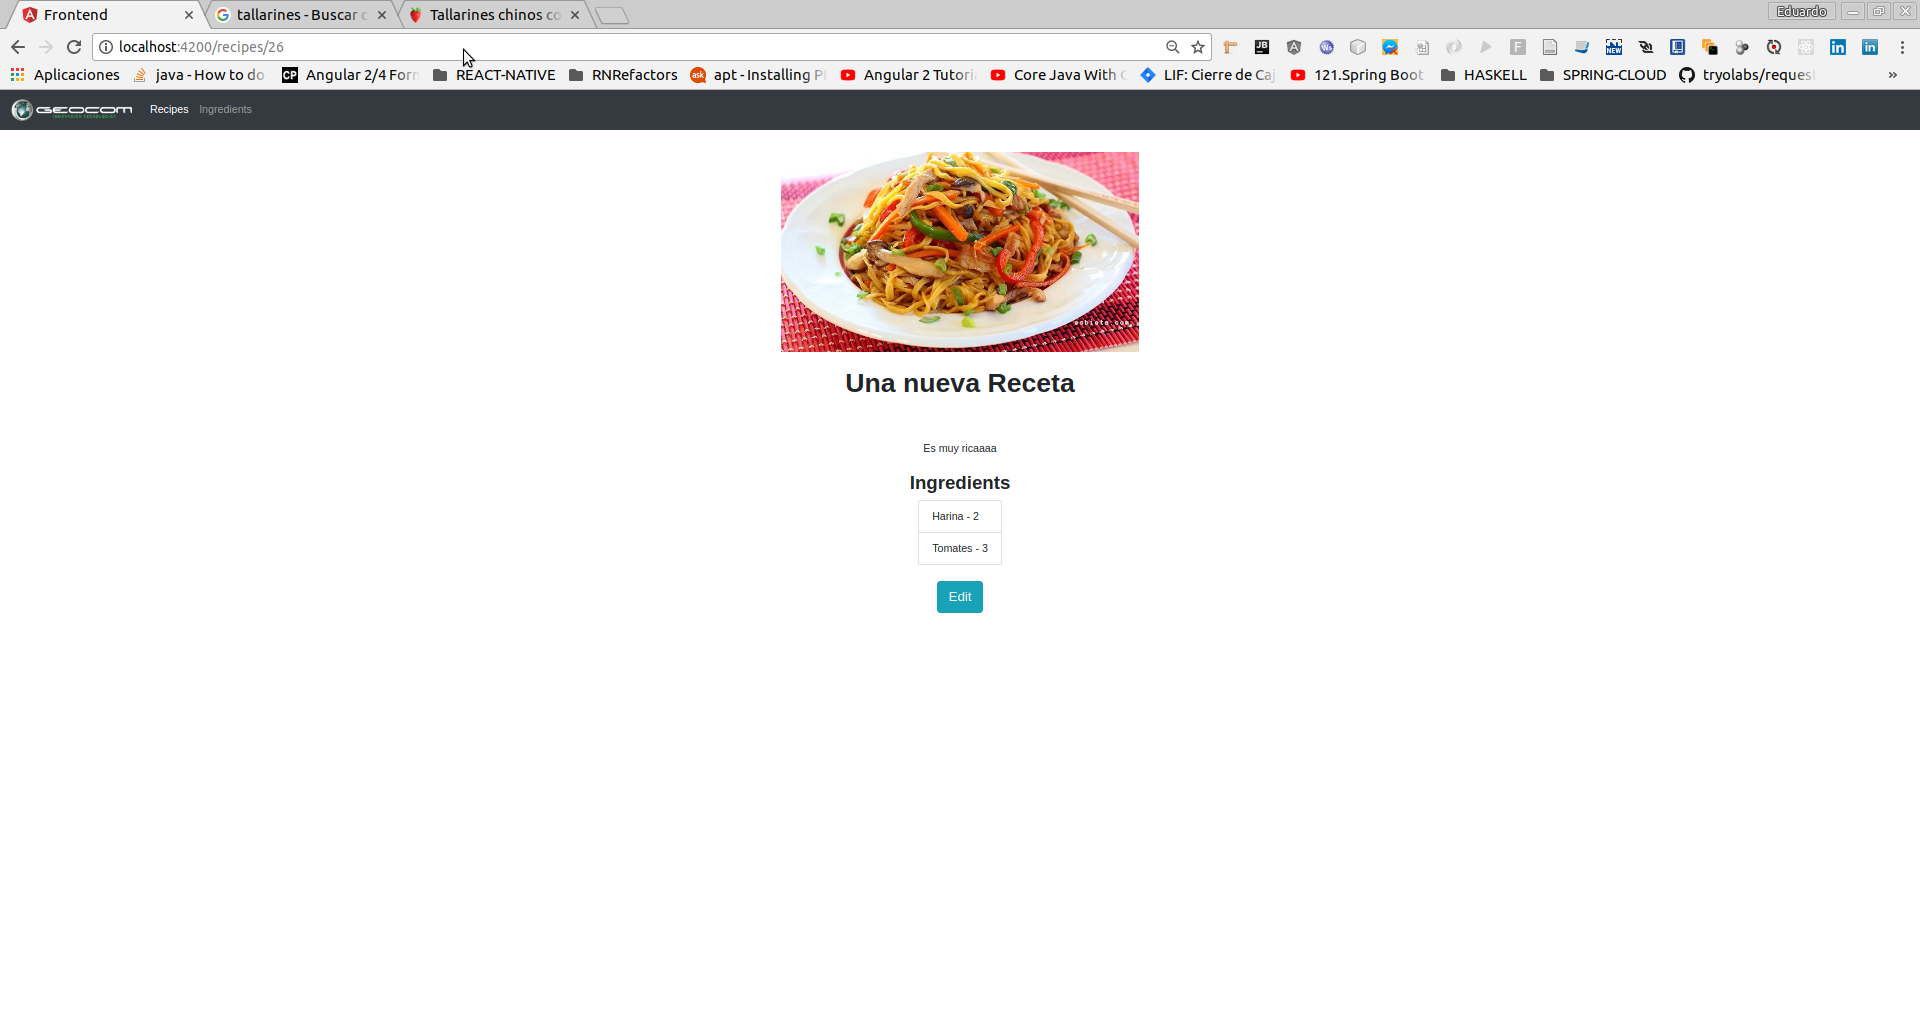 Frontend
tallarines - Buscar c
Tallarines chinos co
Eduardo
localhost:4200/recipes/26
Aplicaciones
java - How to do
Angular 2/4 Forn
REACT-NATIVE
RNRefactors
apt - Installing P
Angular 2 Tutori
Core Java With C
LIF: Cierre de Caj
121.Spring Boot
HASKELL
SPRING-CLOUD
tryolabs/reques
»
GEOCOM
Recipes
Ingredients
Una nueva Receta
Es muy ricaaaa
Ingredients
Harina - 2
Tomates - 3
Edit